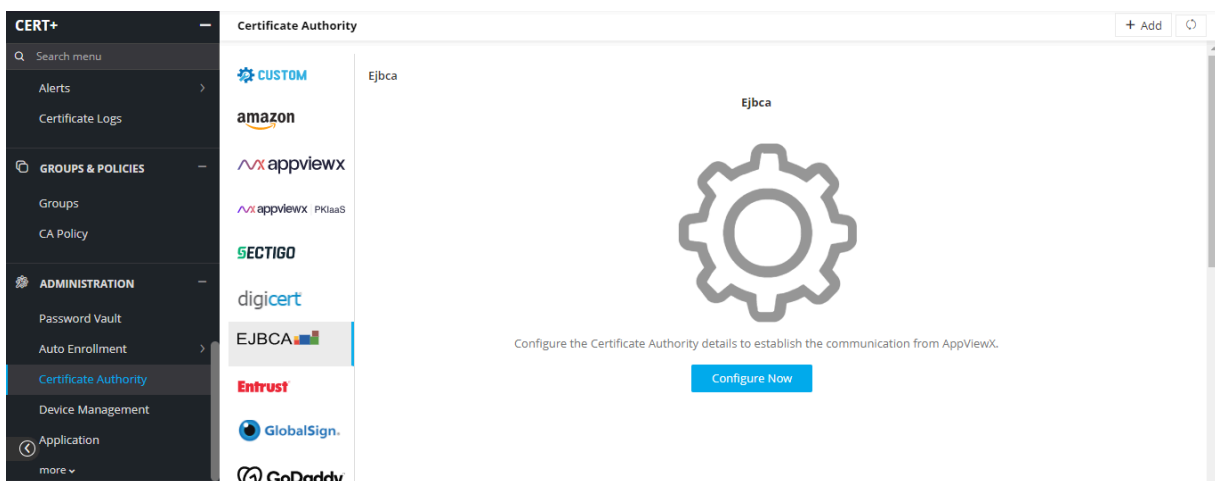 CERT+
Search menu
Alerts
Certificate Logs
GROUPS & POLICIES
Groups
CA Policy
ADMINISTRATION
Password Vault
Auto Enrollment
Certificate Authority
Device Management
Application
more
Certificate Authority
+ Add
CUSTOM
amazon
appviewx
appviewx PKIaaS
SECTIGO
digicert
EJBCA
Entrust
GlobalSign.
GoDaddy
Ejbca
Ejbca
Configure the Certificate Authority details to establish the communication from AppViewX.
Configure Now